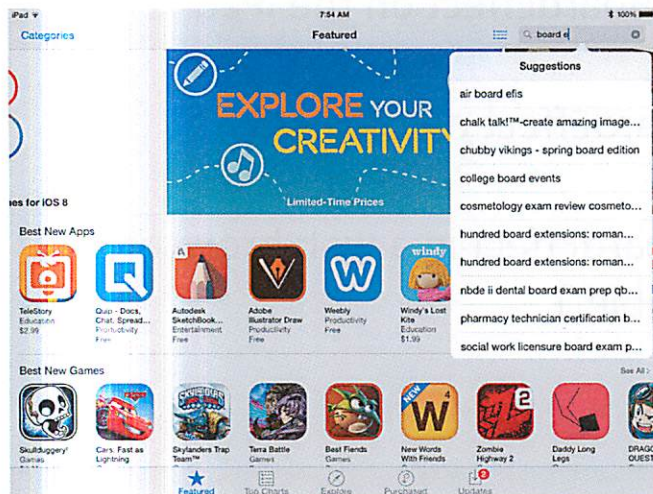 iPad
7:54 AM
100%
Categories
Featured
board e
Suggestions
air board efis
chalk talk!™-create amazing image...
chubby vikings - spring board edition
college board events
cosmetology exam review cosmeto...
hundred board extensions: roman...
hundred board extensions: roman...
nbde ii dental board exam prep qb...
pharmacy technician certification b...
social work licensure board exam p...
EXPLORE YOUR
CREATIVITY
Limited-Time Prices
es for iOS 8
Best New Apps
W
windy
TeleStory
Education
$2.99
Quip - Docs,
Chat, Spread...
Productivity
Free
Autodesk
SketchBook...
Entertainment
Free
Adobe
Illustrator Draw
Productivity
Free
Weebly
Productivity
Free
Windy's Lost
Kite
Education
$1.99
Best New Games
See All
NEW
W
4
2
Skullduggery!
Games
Cars: Fast as
Lightning
Skylanders Trap
Team™
Terra Battle
Games
Best Fiends
Games
New Words
With Friends
Zombie
Highway 2
Daddy Long
Legs
DRAG
QUEST
Featured
Top Charts
Explore
Purchased
2
Updates